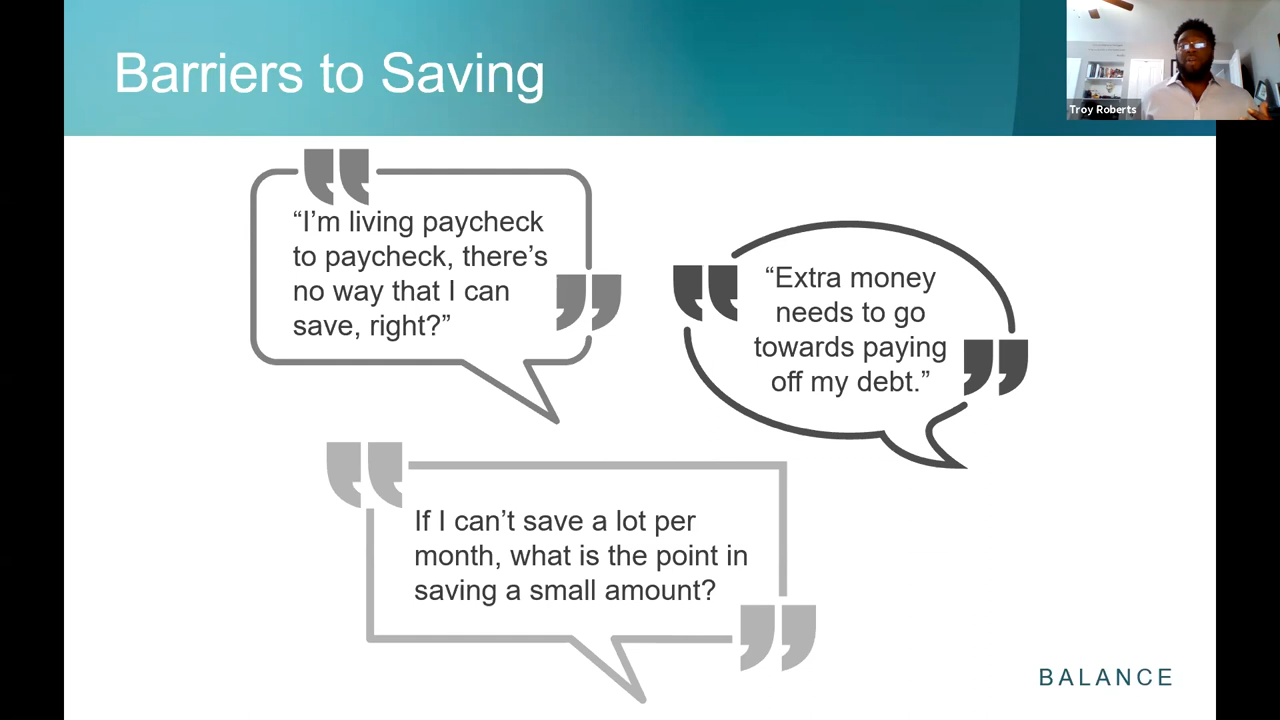 Barriers to Saving
Troy Roberts
“I’m living paycheck
to paycheck, there’s
no way that I can
save, right?”
“Extra money
needs to go
towards paying
off my debt.”
If I can’t save a lot per
month, what is the point in
saving a small amount?
BALANCE